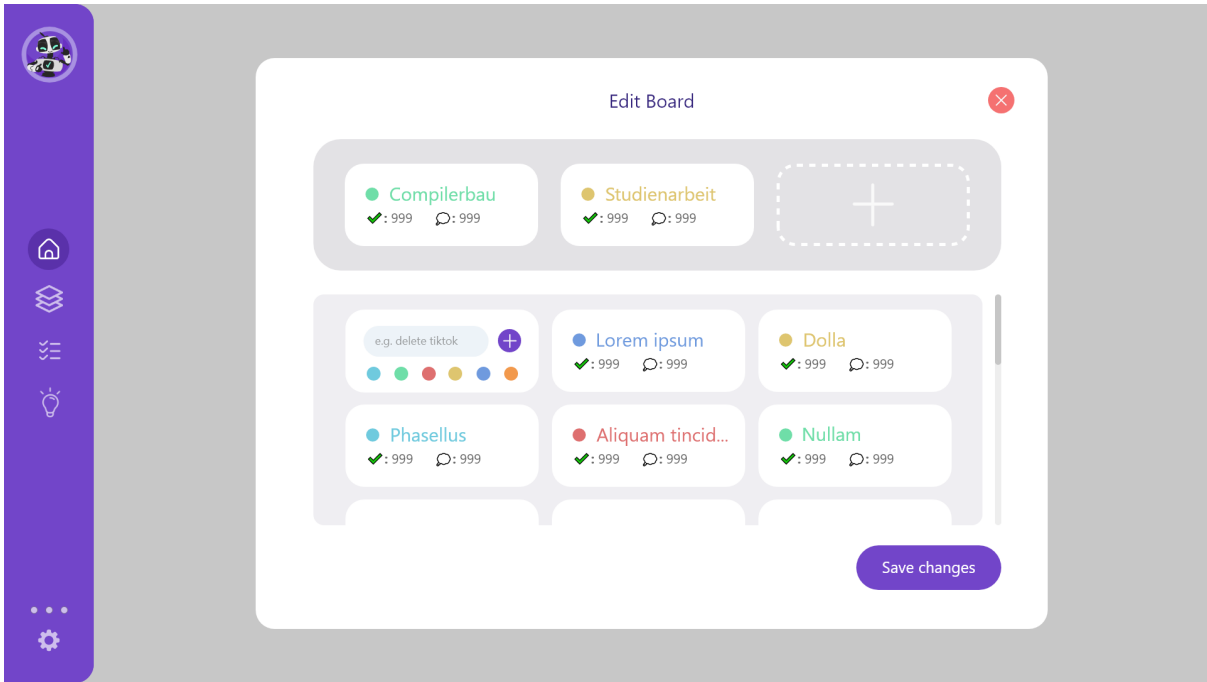 Edit Board
Compilerbau
: 999 : 999
Studienarbeit
: 999 : 999
e.g. delete tiktok
Lorem ipsum
: 999 : 999
Dolla
: 999 : 999
Phasellus
: 999 : 999
Aliquam tincid...
: 999 : 999
Nullam
: 999 : 999
Save changes